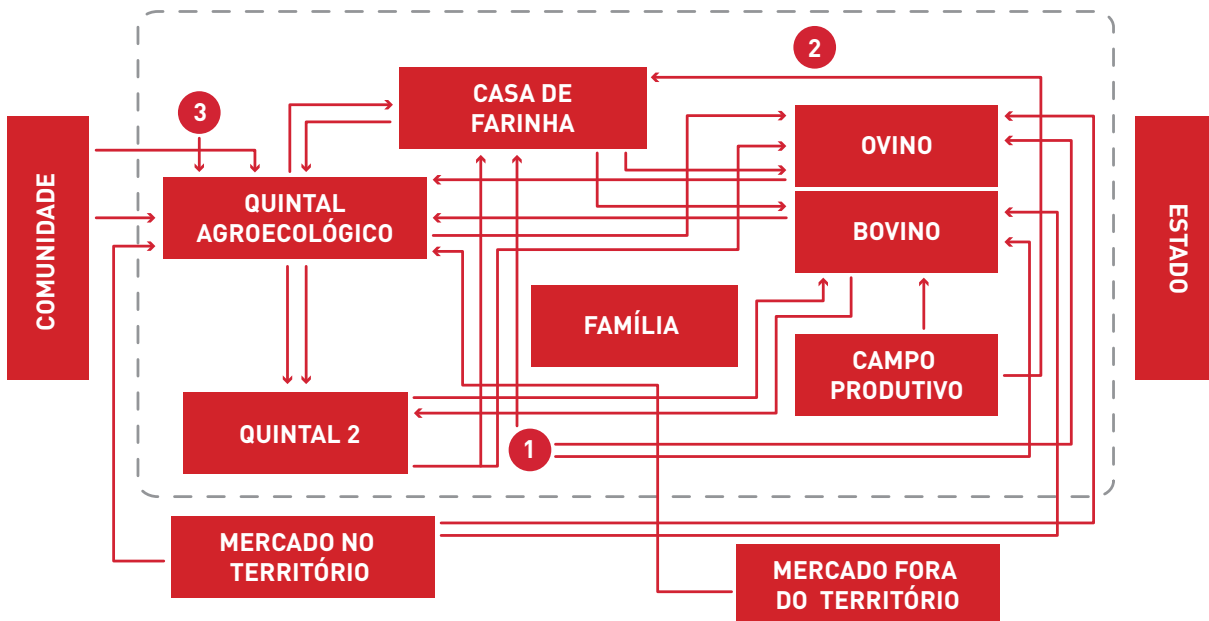 2
3
CASA DE
FARINHA
OVINO
COMUNIDADE
QUINTAL
AGROECOLÓGICO
BOVINO
ESTADO
FAMÍLIA
CAMPO
PRODUTIVO
QUINTAL 2
1
MERCADO NO
TERRITÓRIO
MERCADO FORA
DO TERRITÓRIO